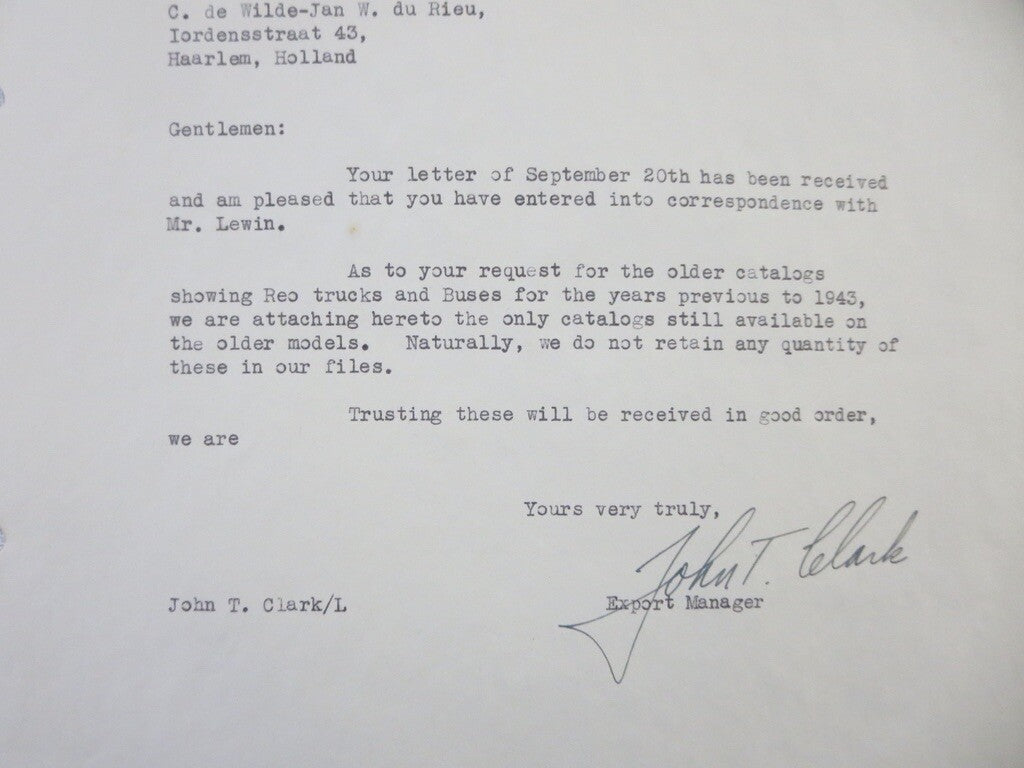 C. de Wilde-Jan W. du Rieu,
Iordensstraat 43,
Haarlem, Holland
Gentlemen:
Your letter of September 20th has been received
and am pleased that you have entered into correspondence with
Mr. Lewin.
As to your request for the older catalogs
showing Reo trucks and Buses for the years previous to 1943,
we are attaching hereto the only catalogs still available on
the older models. Naturally, we do not retain any quantity of
these in our files.
Trusting these will be received in good order,
we are
Yours very truly,
John T. Clark
John T. Clark/L Export Manager